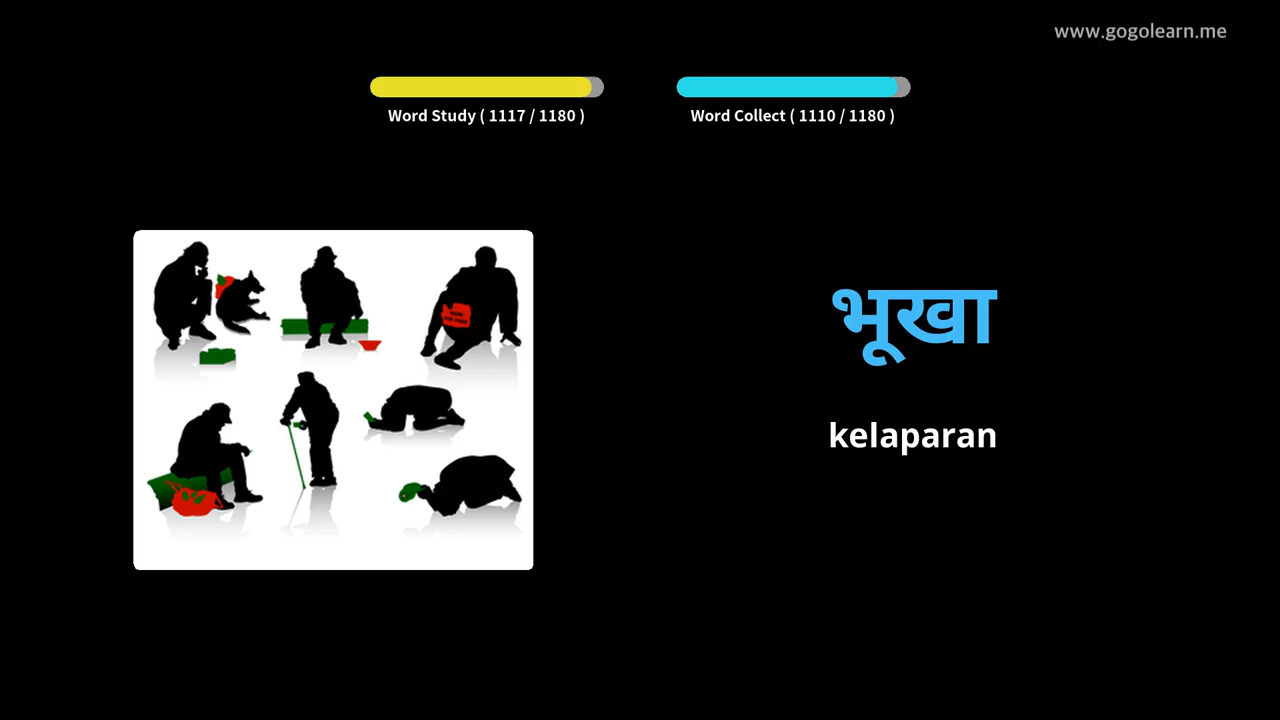 www.gogolearn.me
Word Study ( 1117 / 1180 )
Word Collect ( 1110 / 1180 )
भूखा
kelaparan